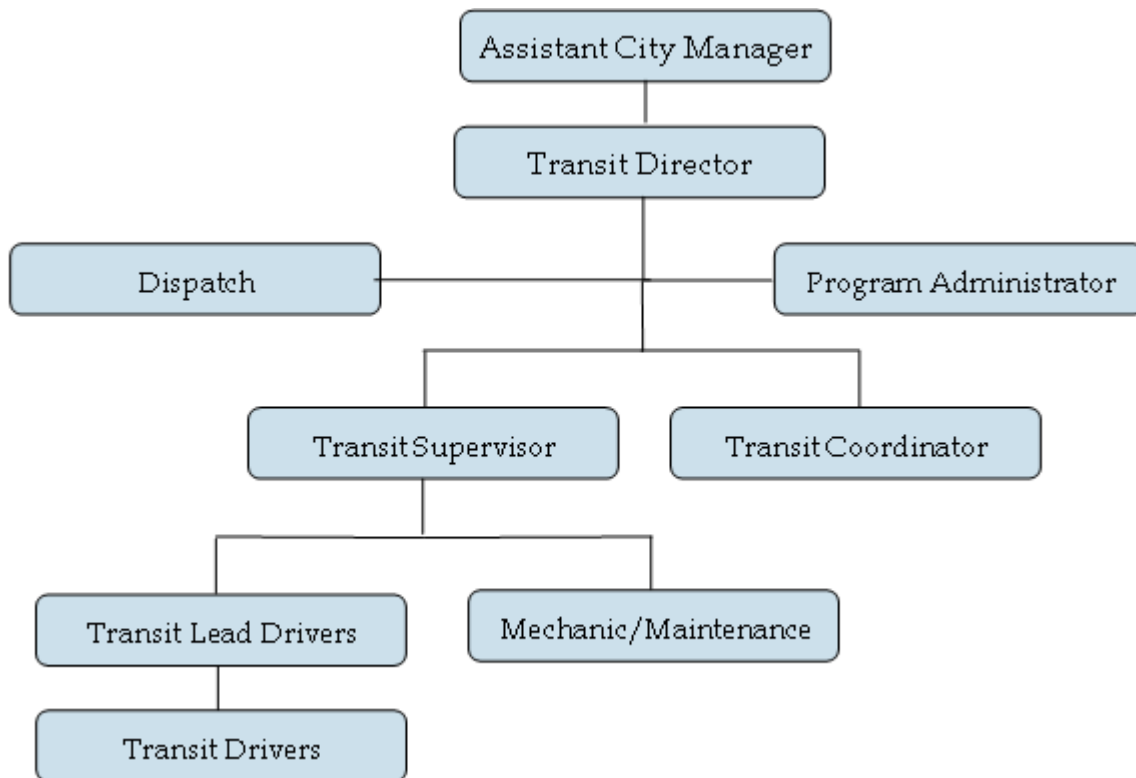 Assistant City Manager
Transit Director
Dispatch
Program Administrator
Transit Supervisor
Transit Coordinator
Transit Lead Drivers
Mechanic/Maintenance
Transit Drivers